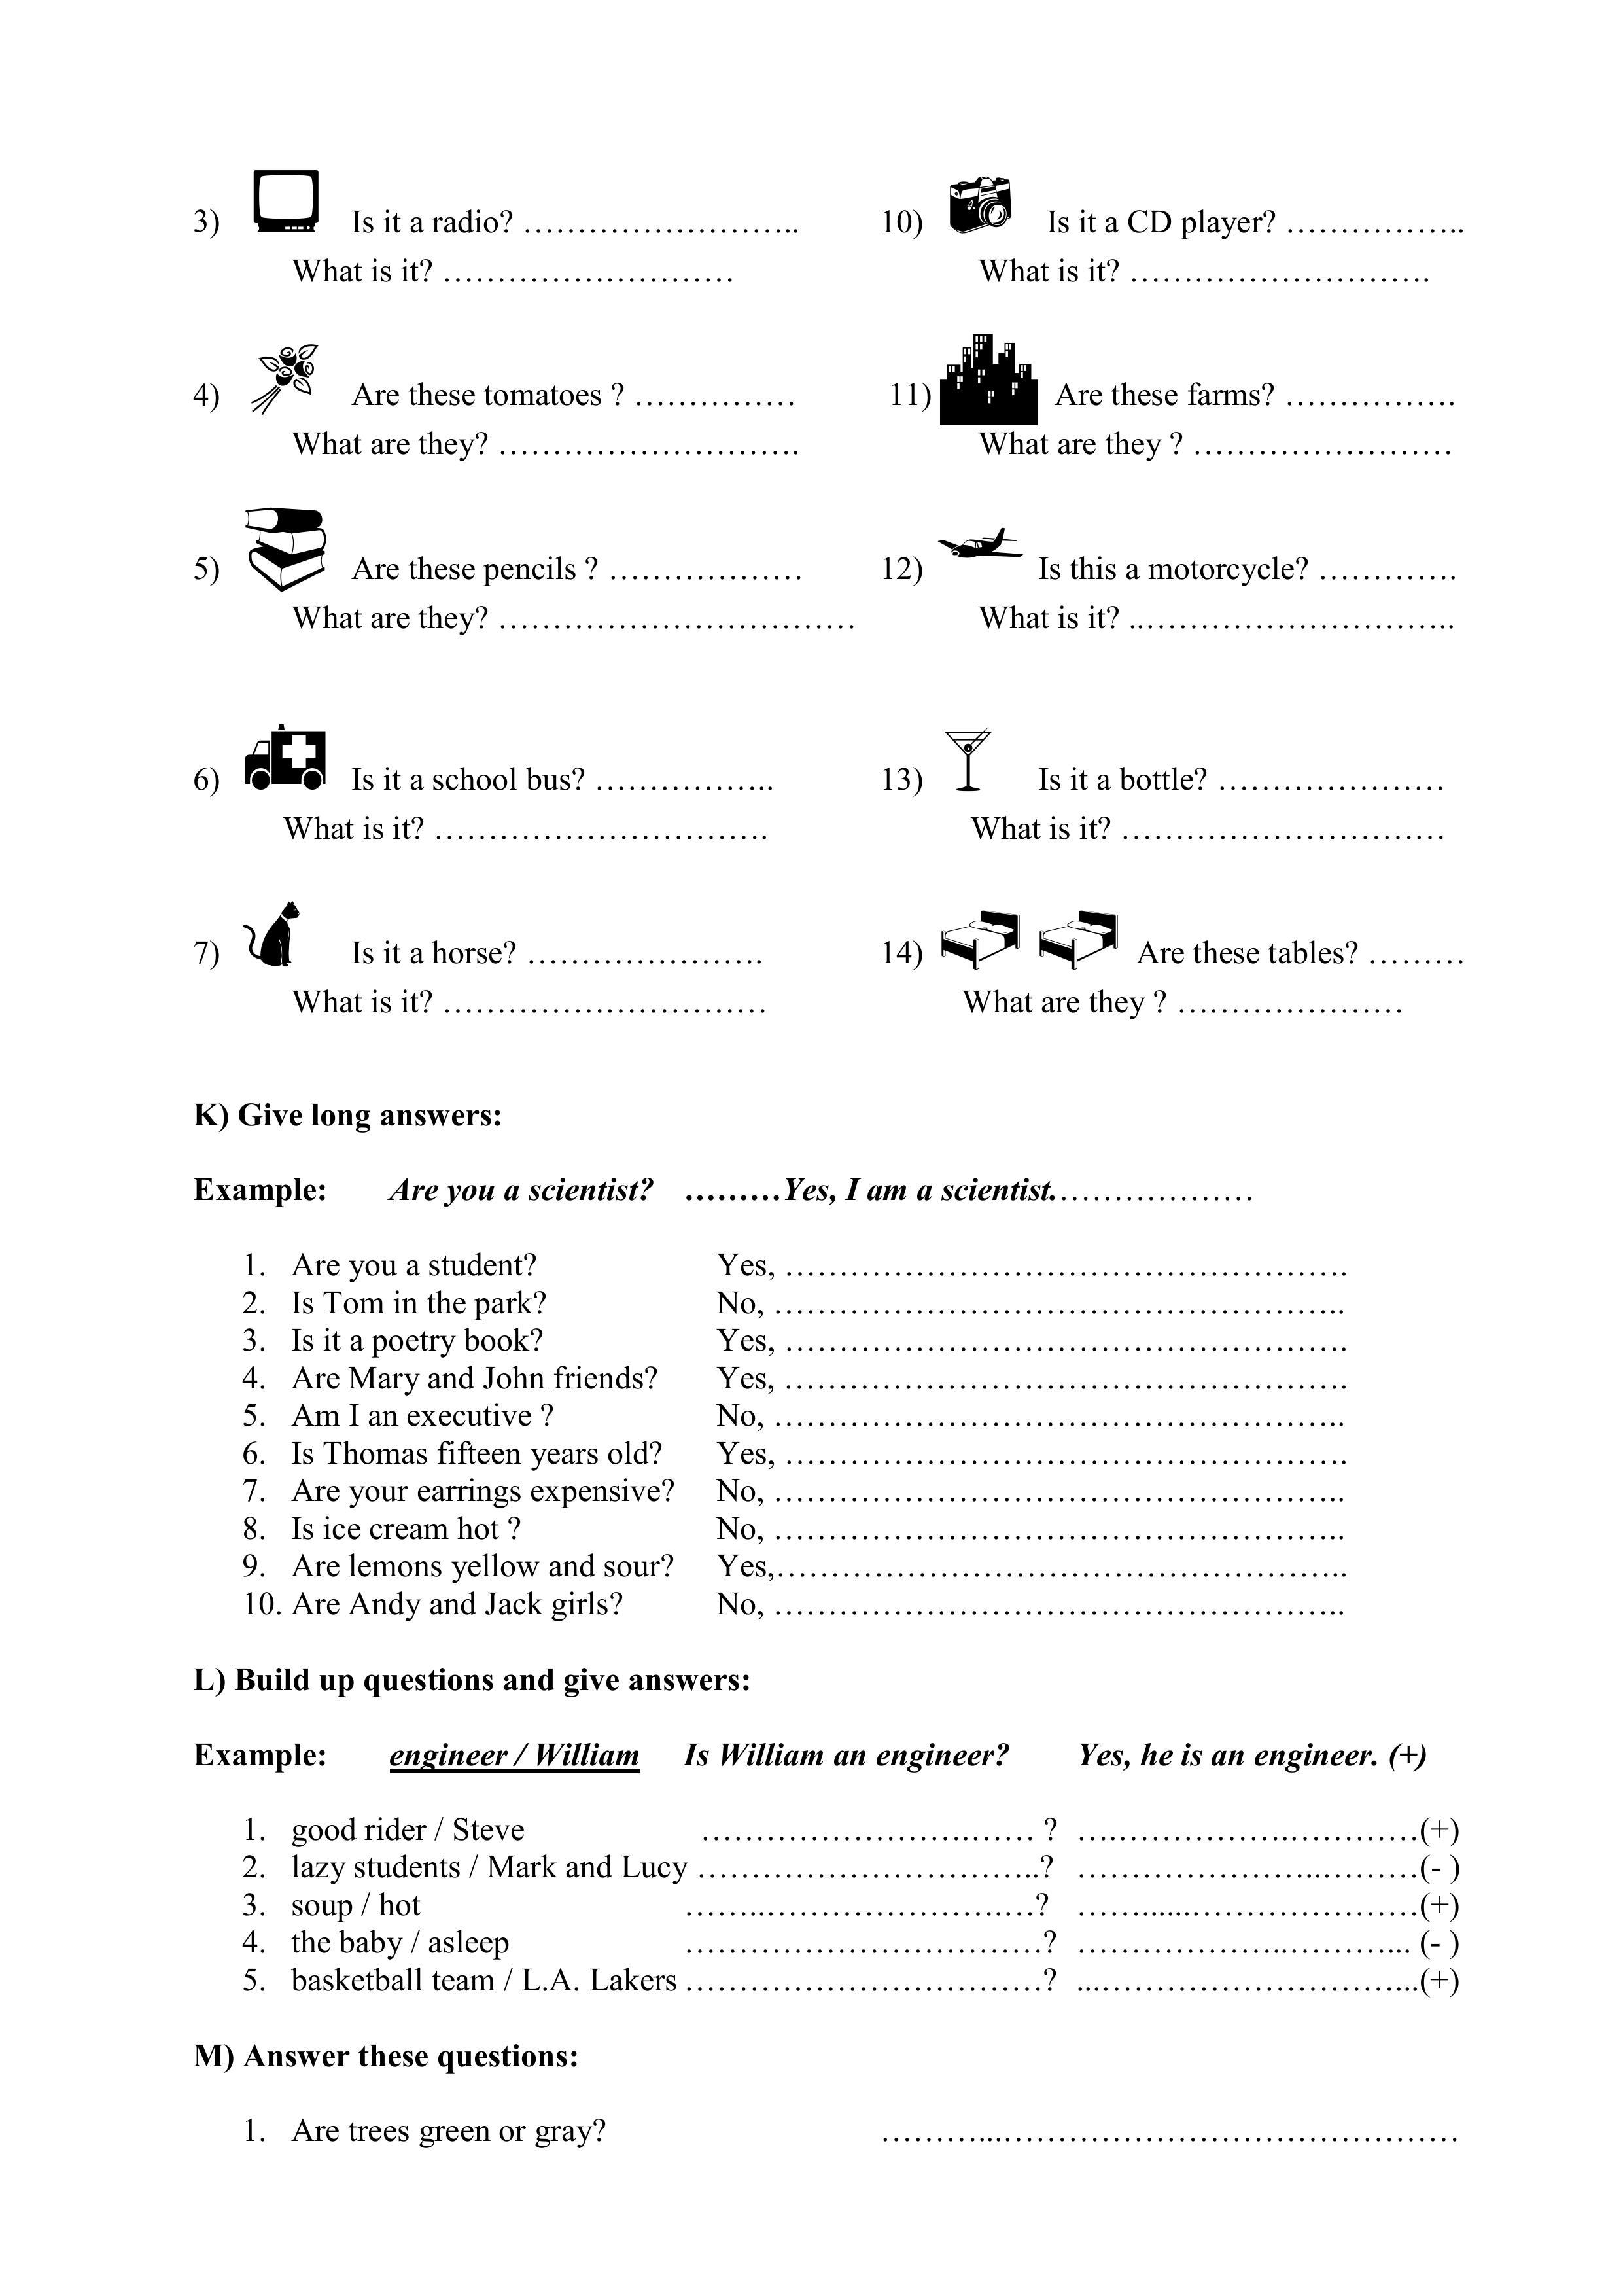 3) Is it a radio? …………………….. 10) Is it a CD player? ……………..
What is it? ……………………… What is it? ……………………….
4) Are these tomatoes ? …………… 11) Are these farms? …………….
What are they? ………………………. What are they ? ……………………
5) Are these pencils ? ……………… 12) Is this a motorcycle? ………….
What are they? …………………………… What is it? ..………………………..
6) Is it a school bus? …………….. 13) Is it a bottle? …………………
What is it? …………………………. What is it? …………………………
7) Is it a horse? …………………. 14) Are these tables? ………
What is it? ………………………… What are they ? …………………
K) Give long answers:
Example: Are you a scientist? ………Yes, I am a scientist.………………
1. Are you a student? Yes, …………………………………………….
2. Is Tom in the park? No, ……………………………………………..
3. Is it a poetry book? Yes, …………………………………………….
4. Are Mary and John friends? Yes, …………………………………………….
5. Am I an executive ? No, ……………………………………………..
6. Is Thomas fifteen years old? Yes, …………………………………………….
7. Are your earrings expensive? No, ……………………………………………..
8. Is ice cream hot ? No, ……………………………………………..
9. Are lemons yellow and sour? Yes,……………………………………………..
10. Are Andy and Jack girls? No, ……………………………………………..
L) Build up questions and give answers:
Example: engineer / William Is William an engineer? Yes, he is an engineer. (+)
1. good rider / Steve …………………….…… ? ….…………….…………(+)
2. lazy students / Mark and Lucy …………………………..? …………………..………(- )
3. soup / hot ……..…………………….…? ……......…………………(+)
4. the baby / asleep ……………………………? ………………..………... (- )
5. basketball team / L.A. Lakers ……………………………? ...………………………...(+)
M) Answer these questions:
1. Are trees green or gray? ………...……………………………………